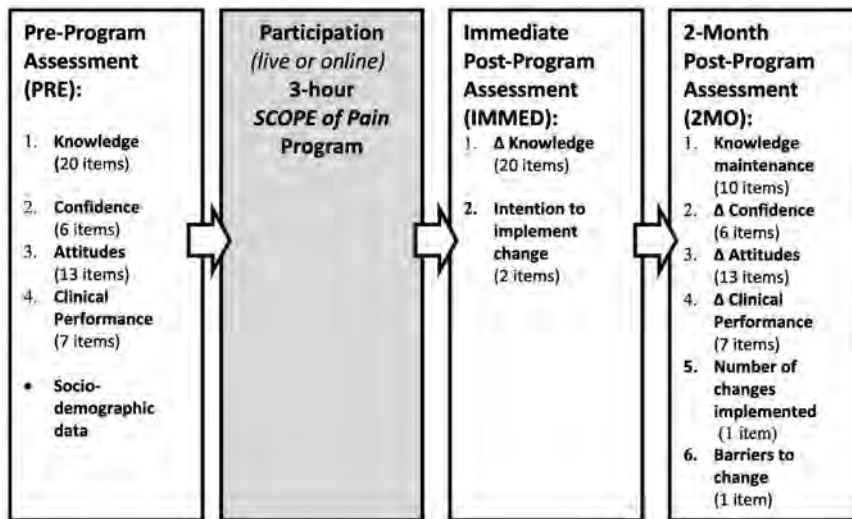 Pre-Program
Assessment
(PRE):
1. Knowledge
(20 items)
2. Confidence
(6 items)
3. Attitudes
(13 items)
4. Clinical
Performance
(7 items)
• Socio-
demographic
data
Participation
(live or online)
3-hour
SCOPE of Pain
Program
Immediate
Post-Program
Assessment
(IMMED):
1. Δ Knowledge
(20 items)
2. Intention to
implement
change
(2 items)
2-Month
Post-Program
Assessment
(2MO):
1. Knowledge
maintenance
(10 items)
2. Δ Confidence
(6 items)
3. Δ Attitudes
(13 items)
4. Δ Clinical
Performance
(7 items)
5. Number of
changes
implemented
(1 item)
6. Barriers to
change
(1 item)